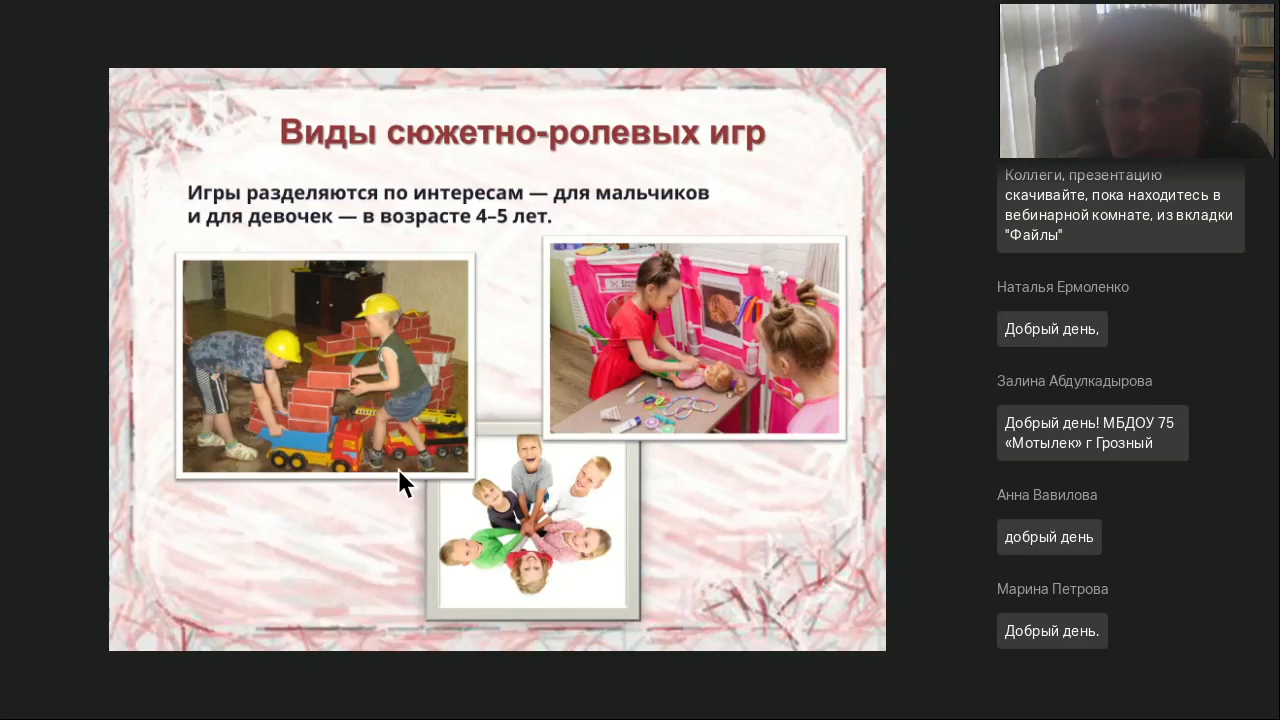 Виды сюжетно-ролевых игр
Игры разделяются по интересам — для мальчиков
и для девочек — в возрасте 4–5 лет.
Коллеги, презентацию
скачивайте, пока находитесь в
вебинарной комнате, из вкладки
"Файлы"
Наталья Ермоленко
Добрый день,
Залина Абдулкадырова
Добрый день! МБДОУ 75
«Мотылек» г Грозный
Анна Вавилова
добрый день
Марина Петрова
Добрый день.